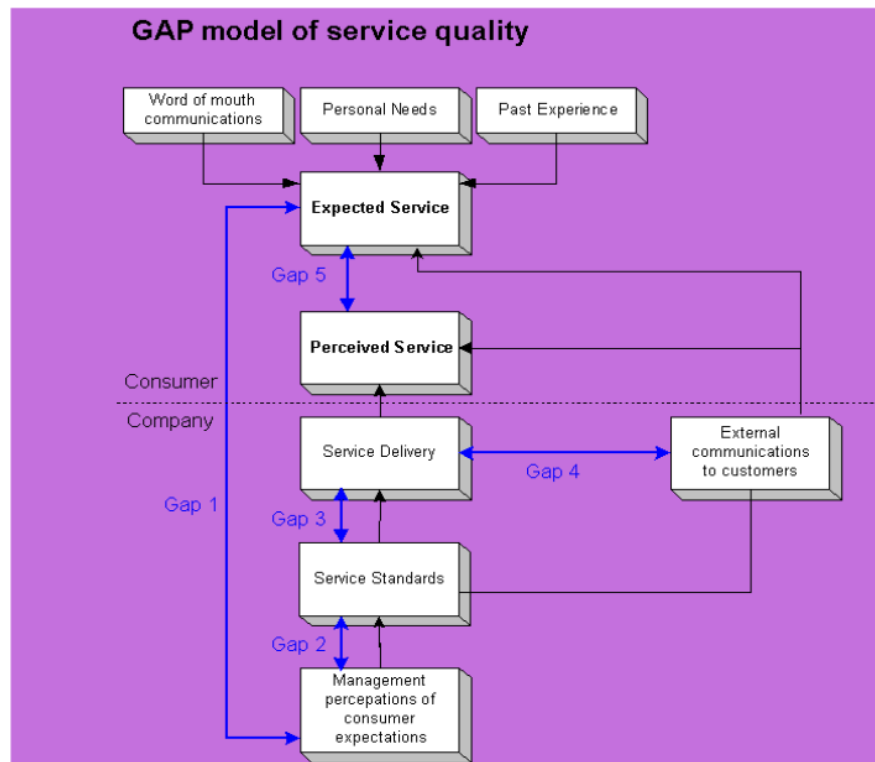 GAP model of service quality
Word of mouth
communications
Personal Needs
Past Experience
Expected Service
Gap 5
Perceived Service
Consumer
Company
Service Delivery
Gap 4
External
communications
to customers
Gap 1
Gap 3
Service Standards
Gap 2
Management
percepations of
consumer
expectations